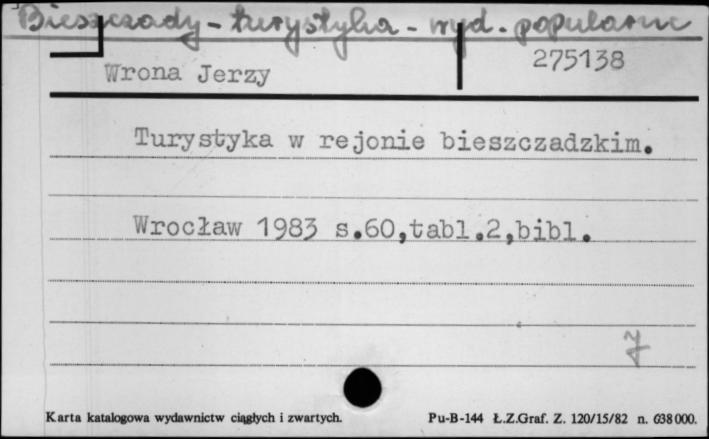 Bieszczady - turystyka - wyd. popularne
Wrona Jerzy 275138
Turystyka w rejonie bieszczadzkim.
Wrocław 1983 s.60,tabl.2,bibl.
7
Karta katalogowa wydawnictw ciągłych i zwartych. Pu-B-144 Ł.Z.Graf. Z. 120/15/82 n. 638000.